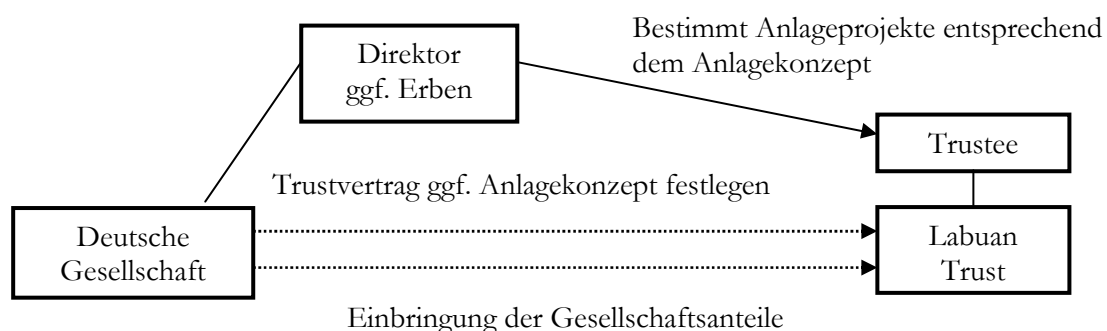 Bestimmt Anlageprojekte entsprechend
dem Anlagekonzept
Direktor
ggf. Erben
Trustee
Trustvertrag ggf. Anlagekonzept festlegen
Deutsche
Gesellschaft
Labuan
Trust
Einbringung der Gesellschaftsanteile